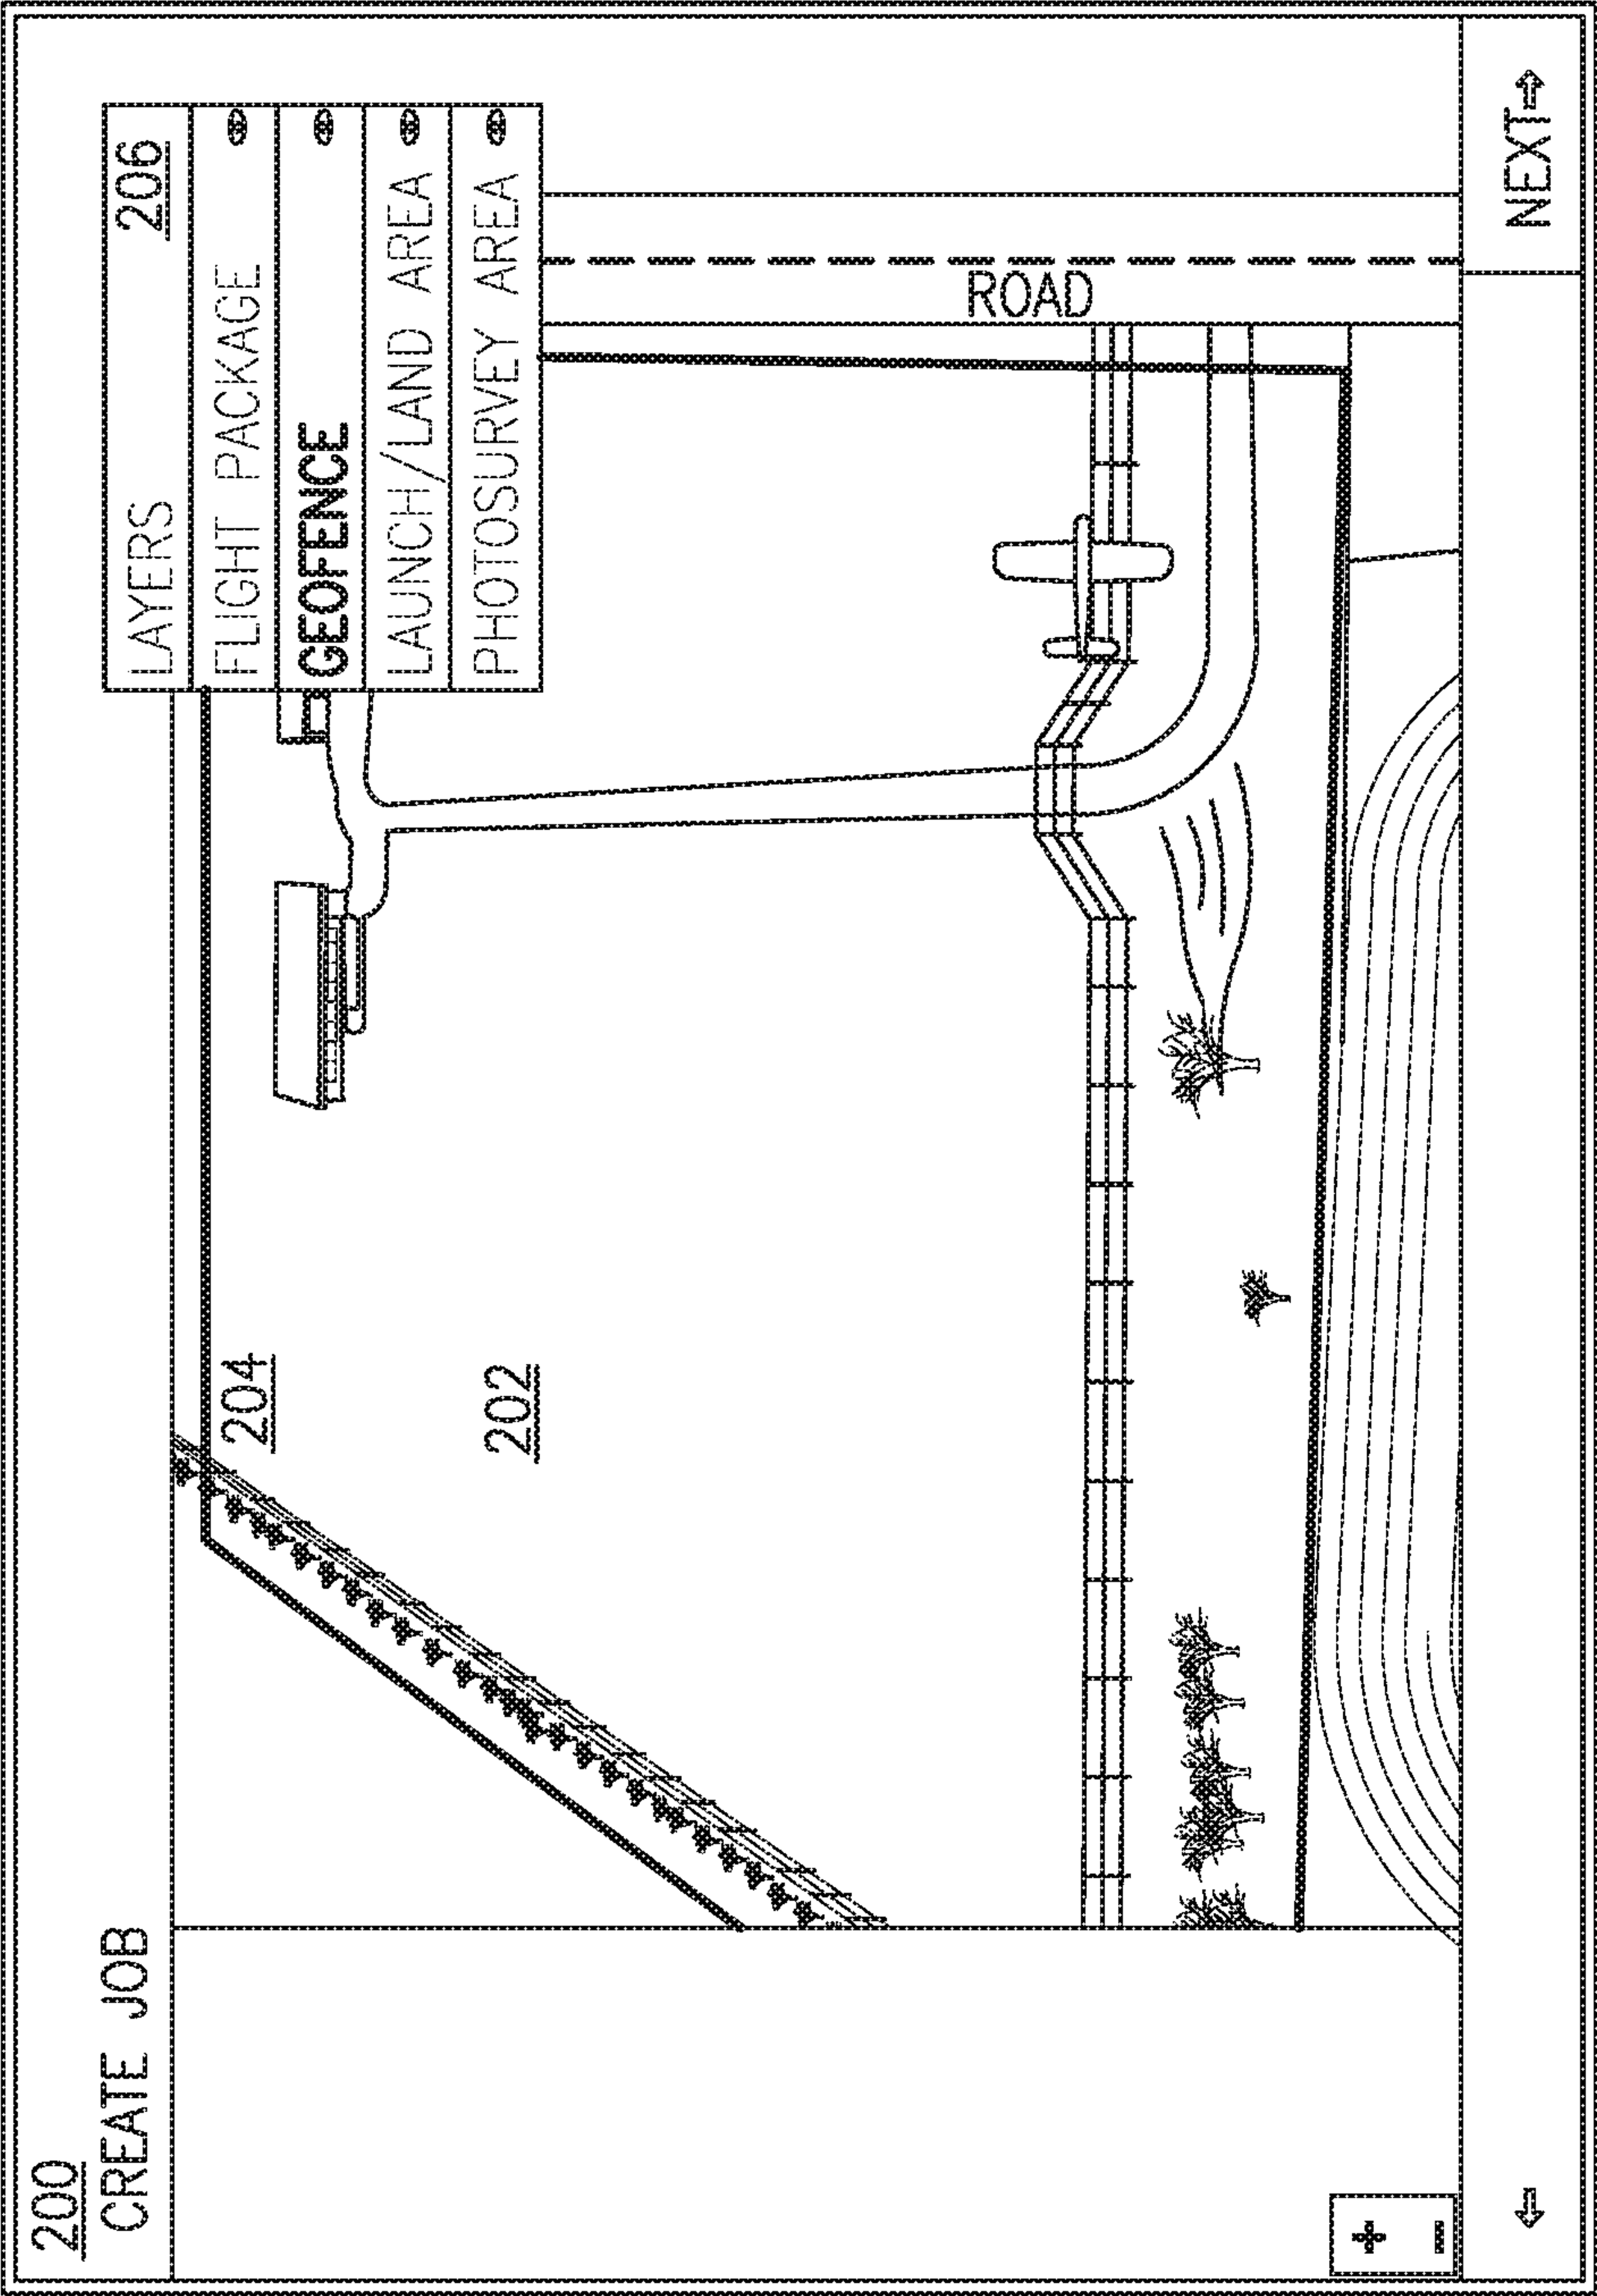 200
CREATE JOB
LAYERS 206
FLIGHT PACKAGE
GEOFENCE
LAUNCH/LAND AREA
PHOTOSURVEY AREA
204
202
ROAD
+
-
⇦
NEXT⇨